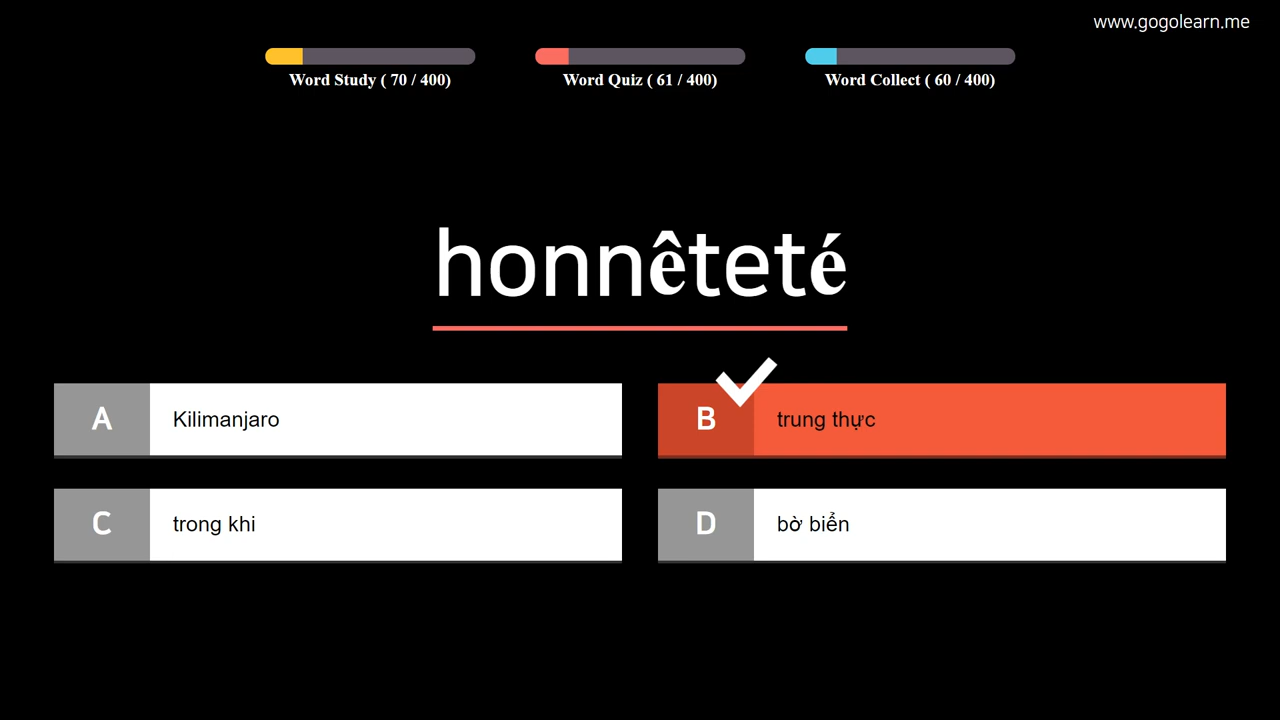 www.gogolearn.me
Word Study ( 70 / 400)
Word Quiz ( 61 / 400)
Word Collect ( 60 / 400)
honnêteté
A Kilimanjaro
B trung thực
C trong khi
D bờ biển